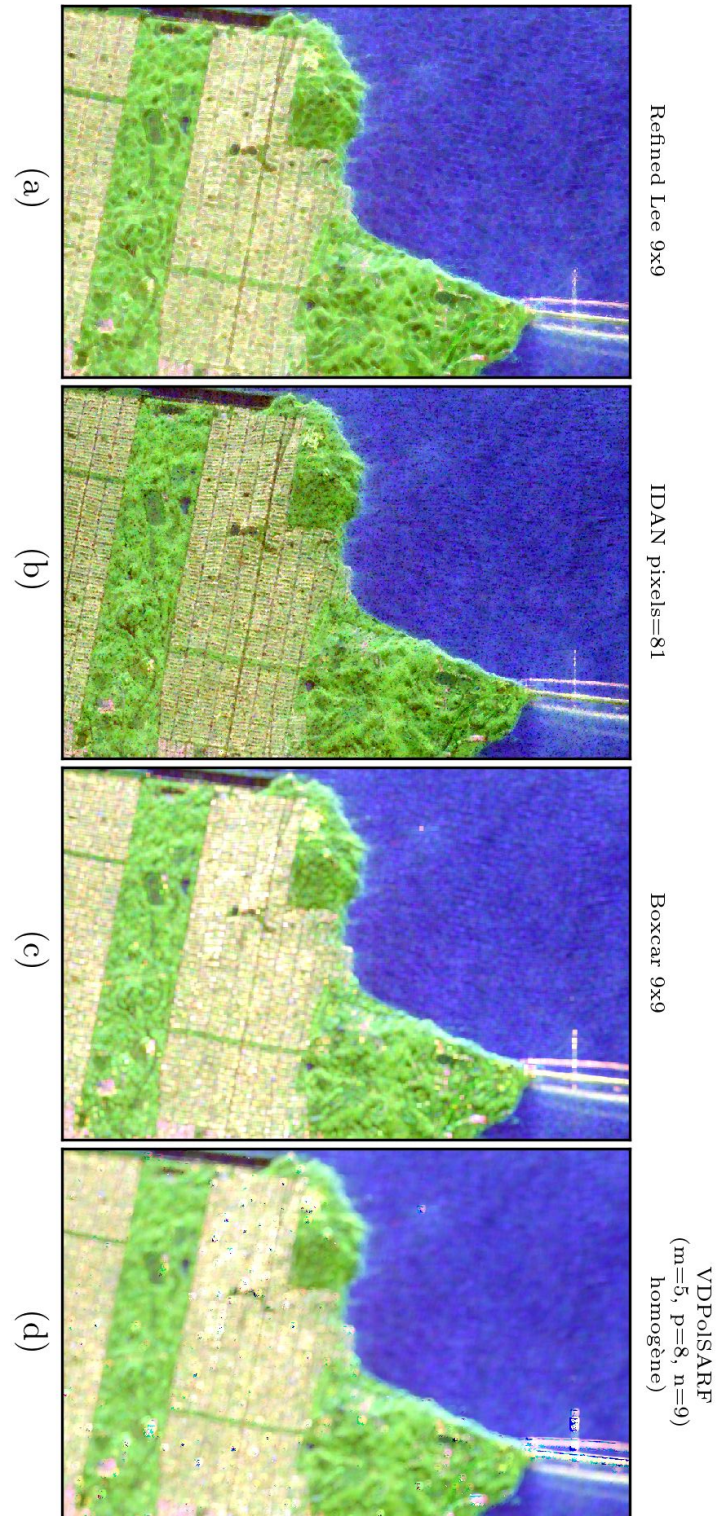 Refined Lee 9x9
(a)
IDAN pixels=81
(b)
Boxcar 9x9
(c)
VDPolSARF
(m=5, p=8, n=9)
homogène)
(d)